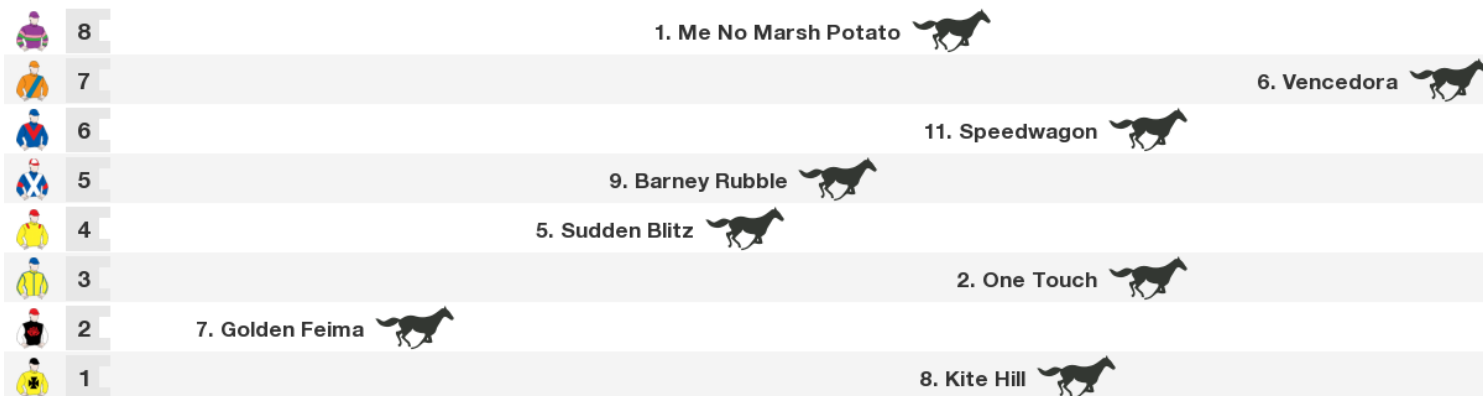 8 1. Me No Marsh Potato
7 6. Vencedora
6 11. Speedwagon
5 9. Barney Rubble
4 5. Sudden Blitz
3 2. One Touch
2 7. Golden Feima
1 8. Kite Hill